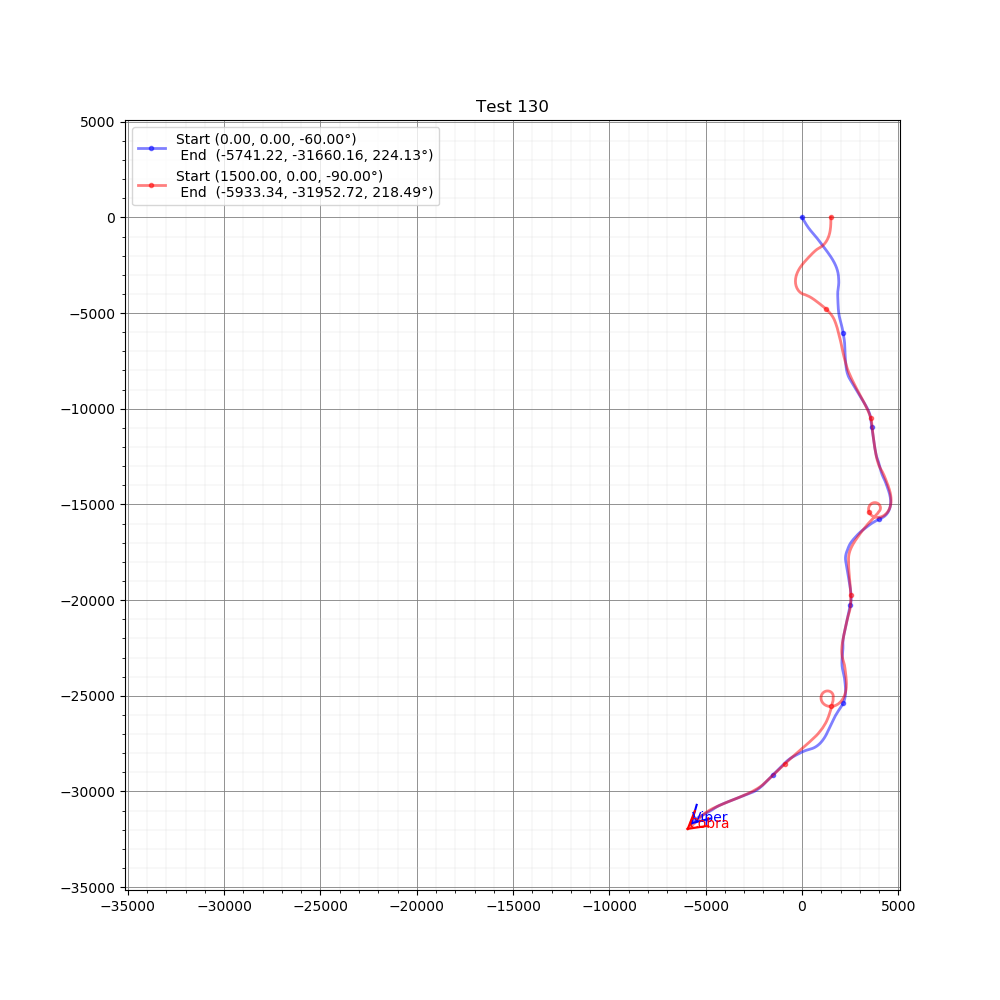 Test 130
Start (0.00, 0.00, -60.00°)
End (-5741.22, -31660.16, 224.13°)
Start (1500.00, 0.00, -90.00°)
End (-5933.34, -31952.72, 218.49°)
5000
0
−5000
−10000
−15000
−20000
−25000
−30000
−35000
Viper
Cobra
−35000 −30000 −25000 −20000 −15000 −10000 −5000 0 5000